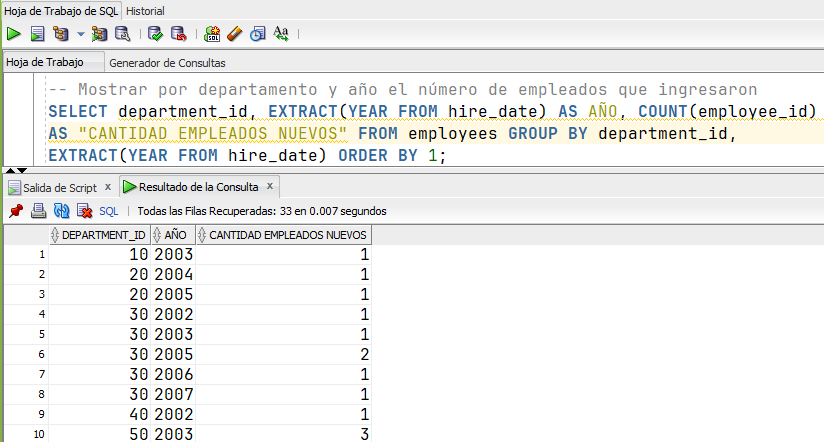 Hoja de Trabajo de SQL Historial
Hoja de Trabajo Generador de Consultas
-- Mostrar por departamento y año el número de empleados que ingresaron
SELECT department_id, EXTRACT(YEAR FROM hire_date) AS AÑO, COUNT(employee_id)
AS "CANTIDAD EMPLEADOS NUEVOS" FROM employees GROUP BY department_id,
EXTRACT(YEAR FROM hire_date) ORDER BY 1;
Salida de Script x Resultado de la Consulta x
SQL | Todas las Filas Recuperadas: 33 en 0.007 segundos
DEPARTMENT_ID AÑO CANTIDAD EMPLEADOS NUEVOS
1 10 2003 1
2 20 2004 1
3 20 2005 1
4 30 2002 1
5 30 2003 1
6 30 2005 2
7 30 2006 1
8 30 2007 1
9 40 2002 1
10 50 2003 3